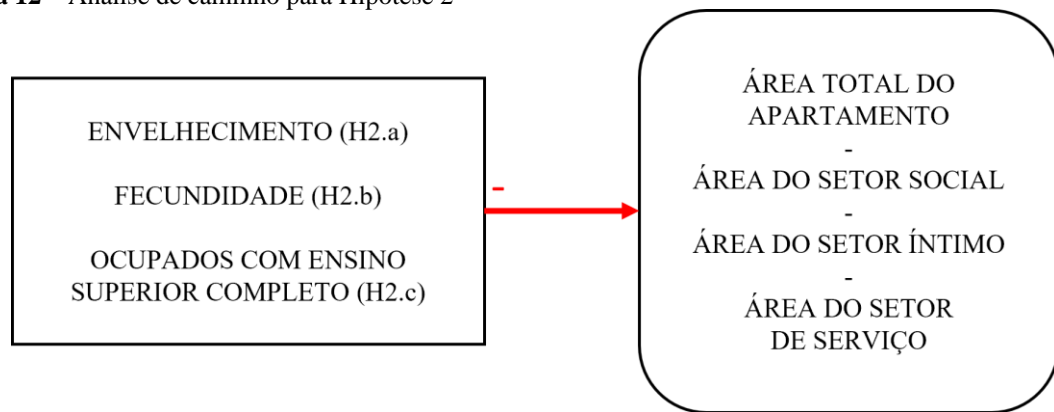 12 – Análise de caminho para Hipótese 2
ENVELHECIMENTO (H2.a)
FECUNDIDADE (H2.b)
OCUPADOS COM ENSINO
SUPERIOR COMPLETO (H2.c)
-
ÁREA TOTAL DO
APARTAMENTO
-
ÁREA DO SETOR SOCIAL
-
ÁREA DO SETOR ÍNTIMO
-
ÁREA DO SETOR
DE SERVIÇO